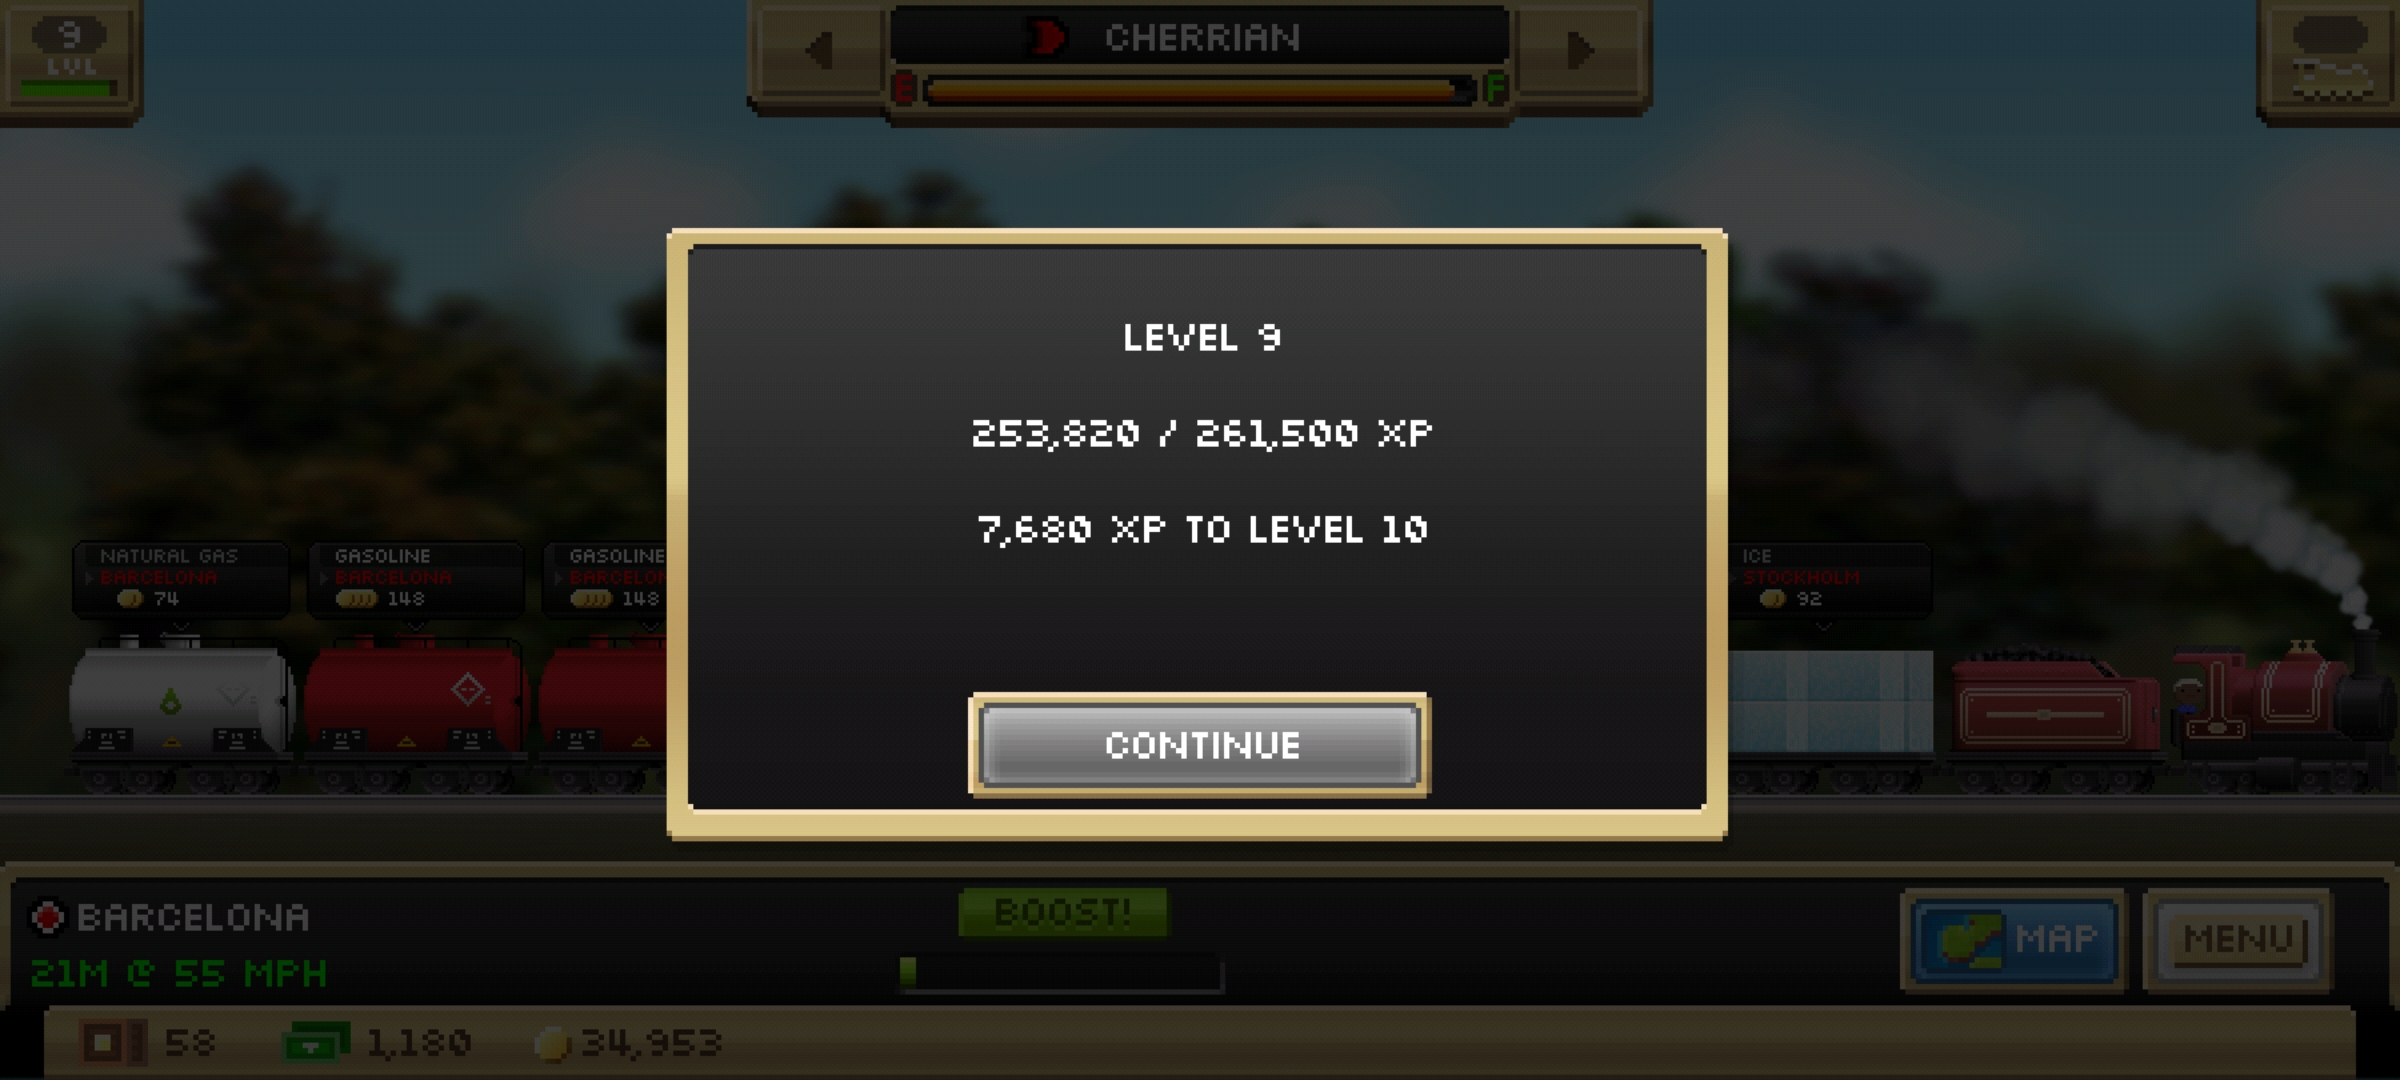 9
LVL
CHERRIAN
E
F
LEVEL 9
253,820 / 261,500 XP
7,680 XP TO LEVEL 10
CONTINUE
NATURAL GAS
BARCELONA
74
GASOLINE
BARCELONA
148
GASOLINE
BARCELON
148
ICE
STOCKHOLM
92
BARCELONA
21M @ 55 MPH
BOOST!
MAP
MENU
58
1,180
34,953